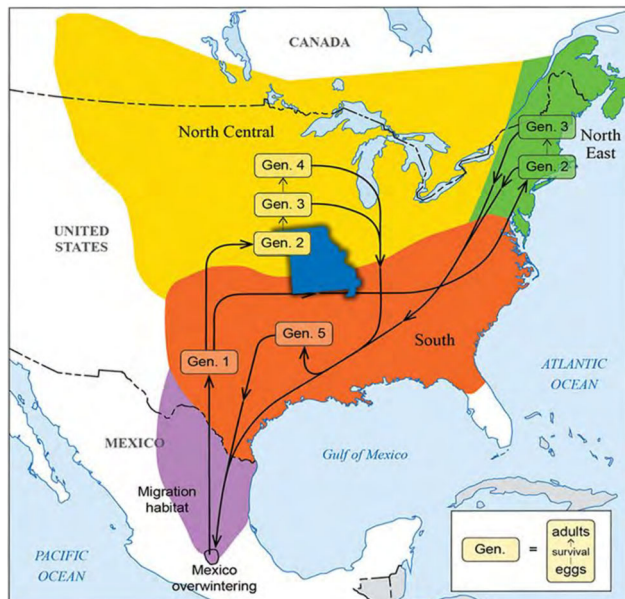 CANADA
North Central
Gen. 3
North
East
Gen. 4
Gen. 2
Gen. 3
UNITED
STATES
Gen. 2
Gen. 5
South
Gen. 1
ATLANTIC
OCEAN
MEXICO
Gulf of Mexico
Migration
habitat
PACIFIC
OCEAN
Mexico
overwintering
Gen. = adults
survival
eggs